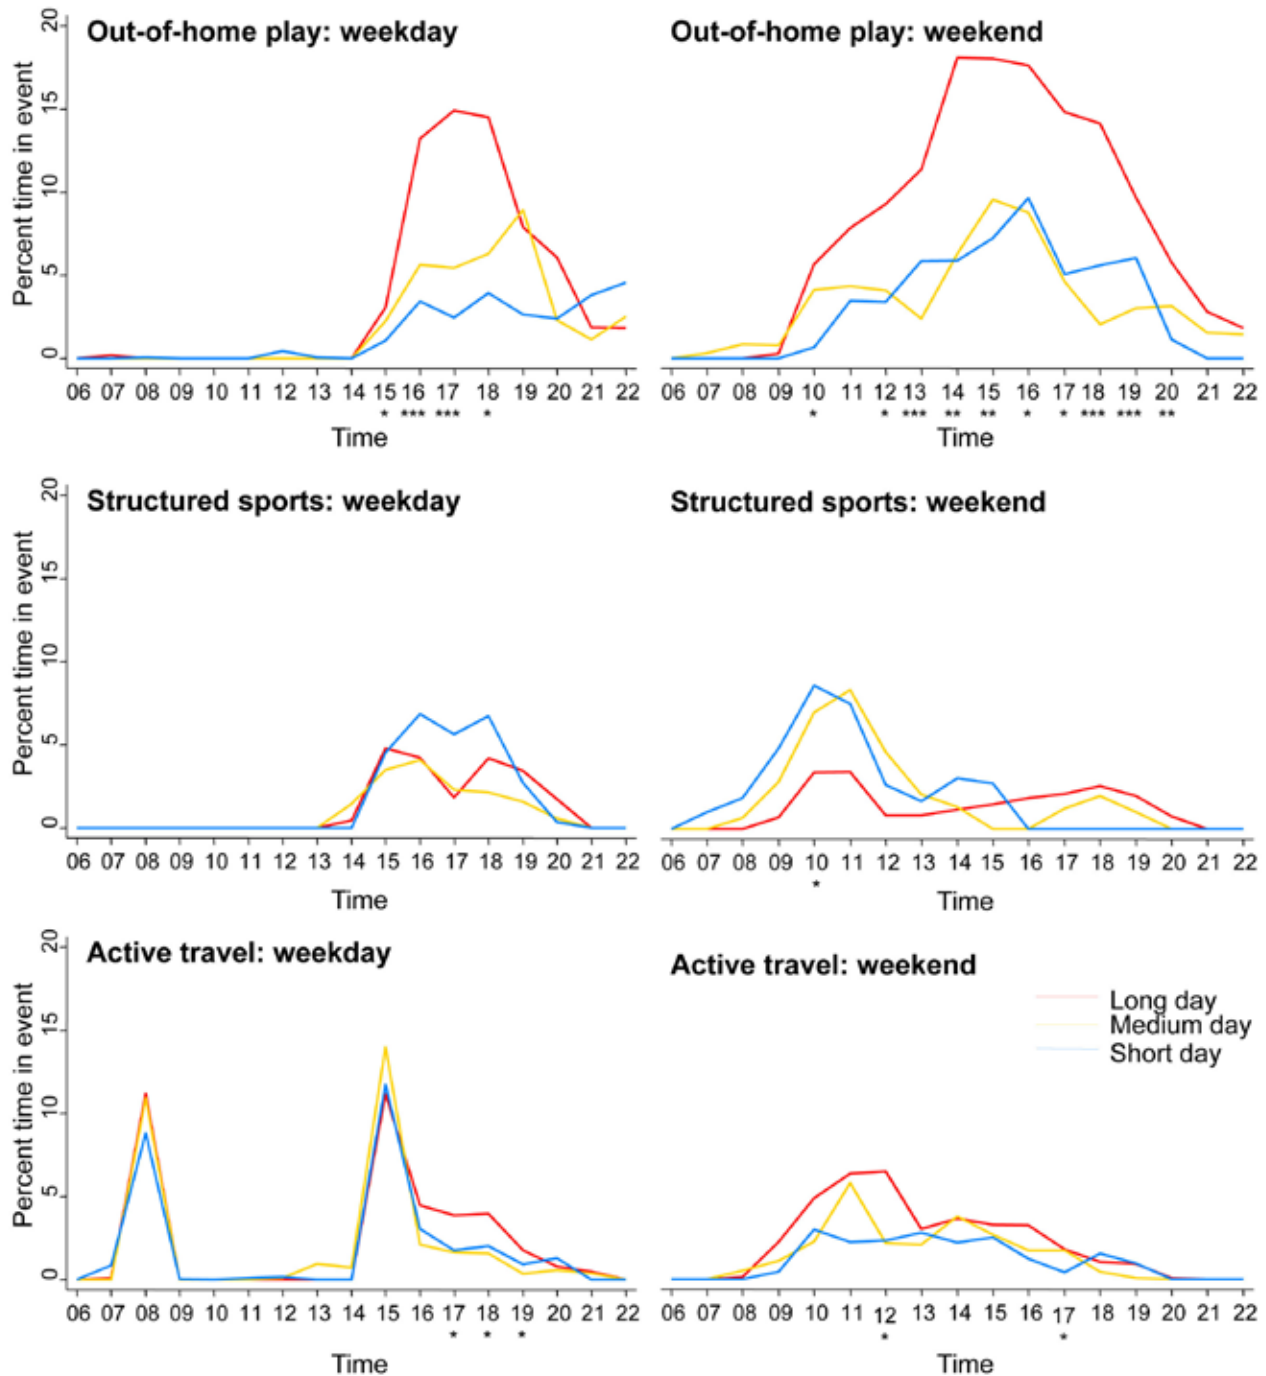 Out-of-home play: weekday
Percent time in event
20
15
10
5
0
06 07 08 09 10 11 12 13 14 15 16 17 18 19 20 21 22
* *** *** *
Time
Out-of-home play: weekend
06 07 08 09 10 11 12 13 14 15 16 17 18 19 20 21 22
* * *** ** ** * * *** *** **
Time
Structured sports: weekday
Percent time in event
20
15
10
5
0
06 07 08 09 10 11 12 13 14 15 16 17 18 19 20 21 22
Time
Structured sports: weekend
06 07 08 09 10 11 12 13 14 15 16 17 18 19 20 21 22
*
Time
Active travel: weekday
Percent time in event
20
15
10
5
0
06 07 08 09 10 11 12 13 14 15 16 17 18 19 20 21 22
* * *
Time
Active travel: weekend
Long day
Medium day
Short day
06 07 08 09 10 11 12 13 14 15 16 17 18 19 20 21 22
* *
Time